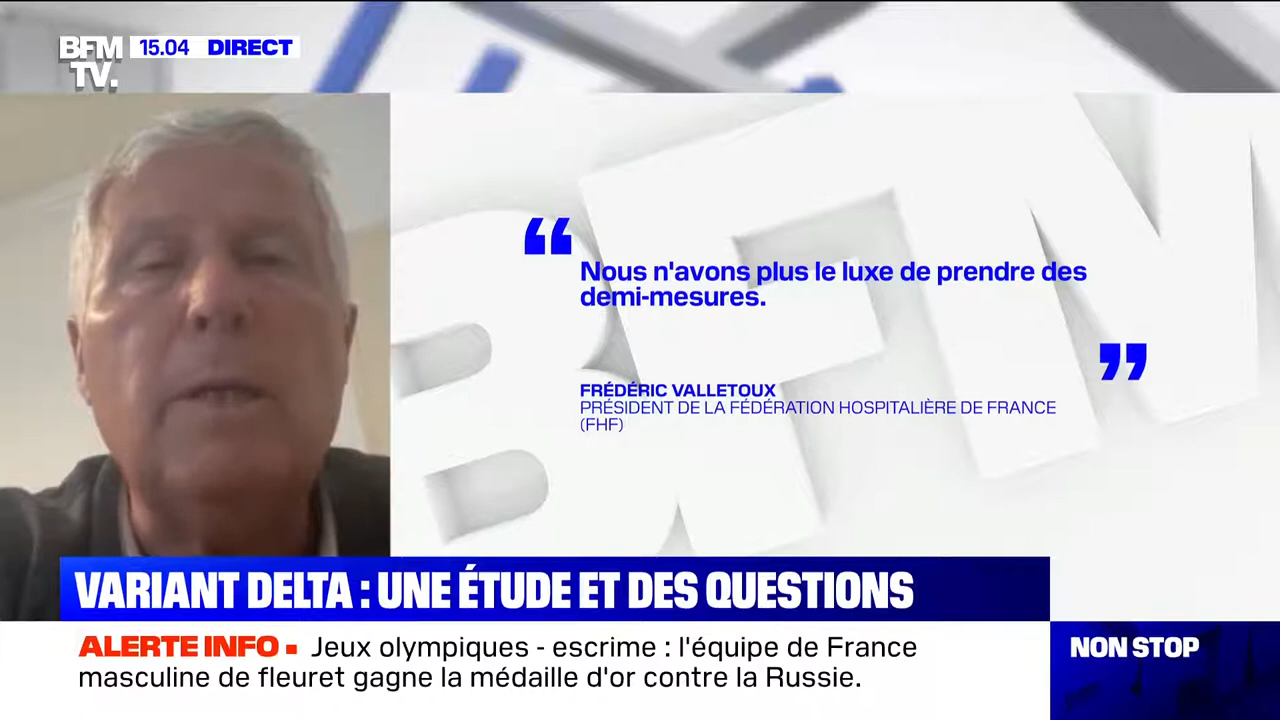 BFM
TV.
15.04 DIRECT
“
Nous n'avons plus le luxe de prendre des
demi-mesures.
”
FRÉDÉRIC VALLETOUX
PRÉSIDENT DE LA FÉDÉRATION HOSPITALIÈRE DE FRANCE
(FHF)
BFM
VARIANT DELTA : UNE ÉTUDE ET DES QUESTIONS
ALERTE INFO ▪ Jeux olympiques - escrime : l'équipe de France
masculine de fleuret gagne la médaille d'or contre la Russie.
NON STOP